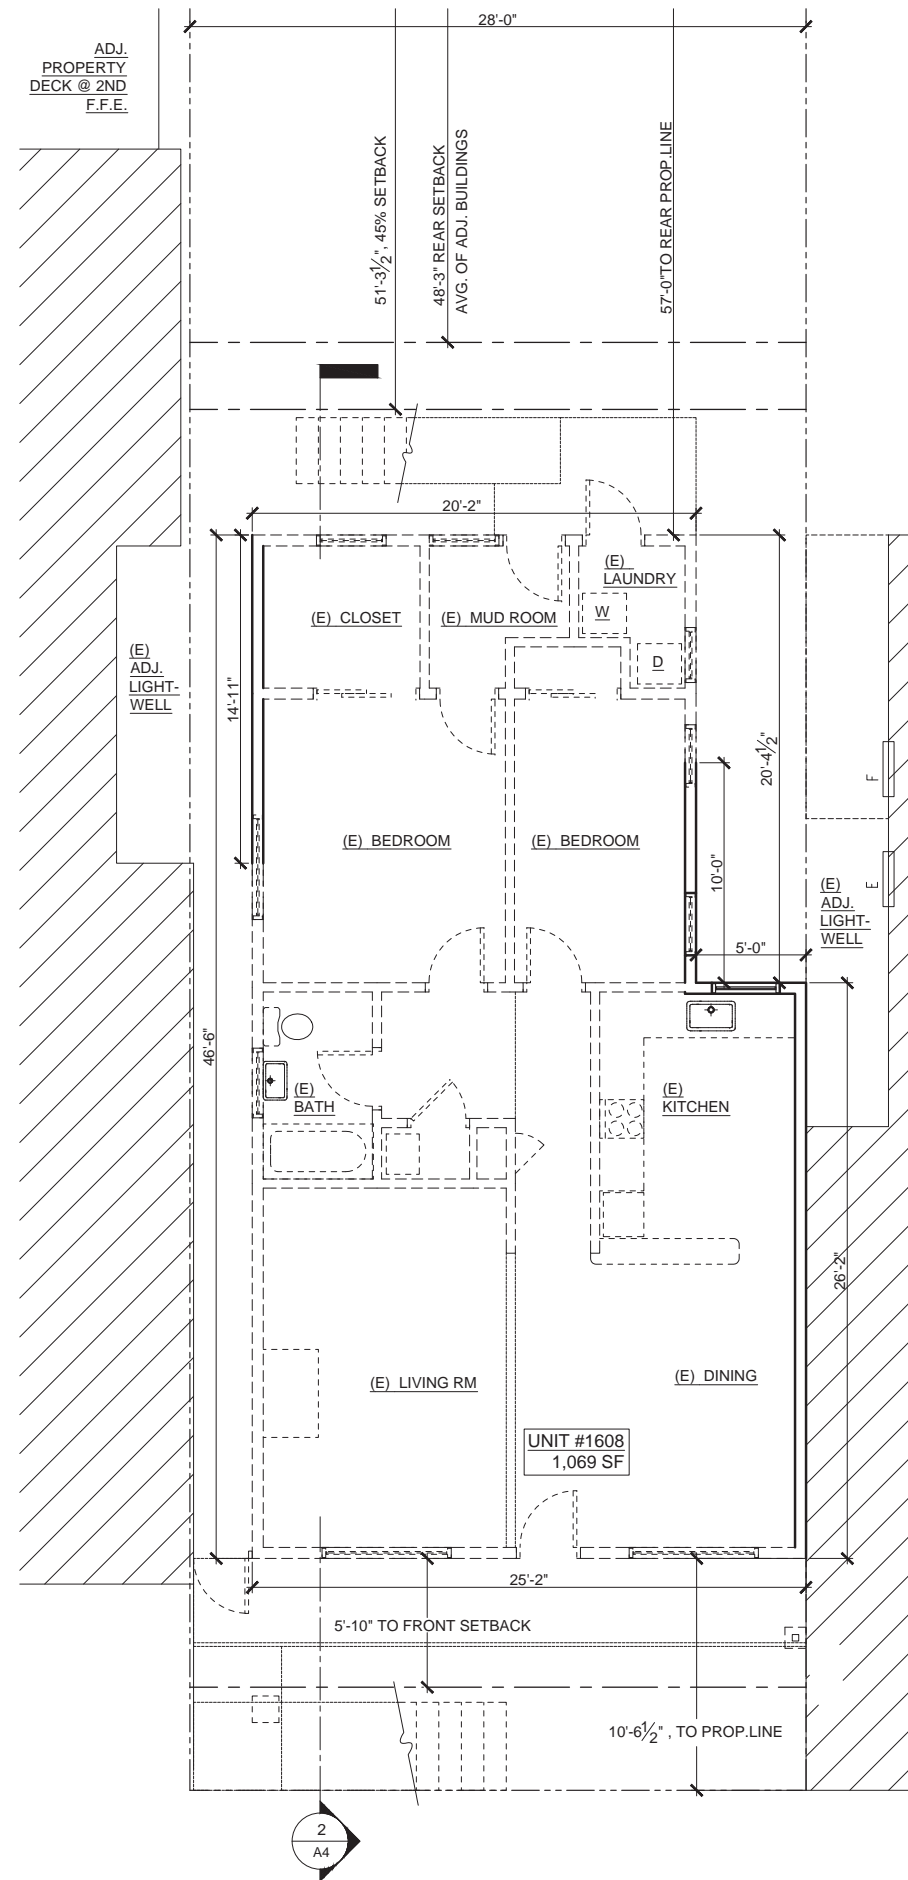 28'-0"
ADJ.
PROPERTY
DECK @ 2ND
F.F.E.
51'-3½", 45% SETBACK
48'-3" REAR SETBACK
AVG. OF ADJ. BUILDINGS
57'-0"TO REAR PROP.LINE
20'-2"
(E) CLOSET
(E) MUD ROOM
(E)
LAUNDRY
W
D
(E)
ADJ.
LIGHT-
WELL
14'-11"
20'-4½"
F
E
(E) BEDROOM
(E) BEDROOM
10'-0"
(E)
ADJ.
LIGHT-
WELL
5'-0"
46'-6"
(E)
BATH
(E)
KITCHEN
26'-2"
(E) LIVING RM
(E) DINING
UNIT #1608
1,069 SF
25'-2"
5'-10" TO FRONT SETBACK
10'-6½" , TO PROP.LINE
2
A4